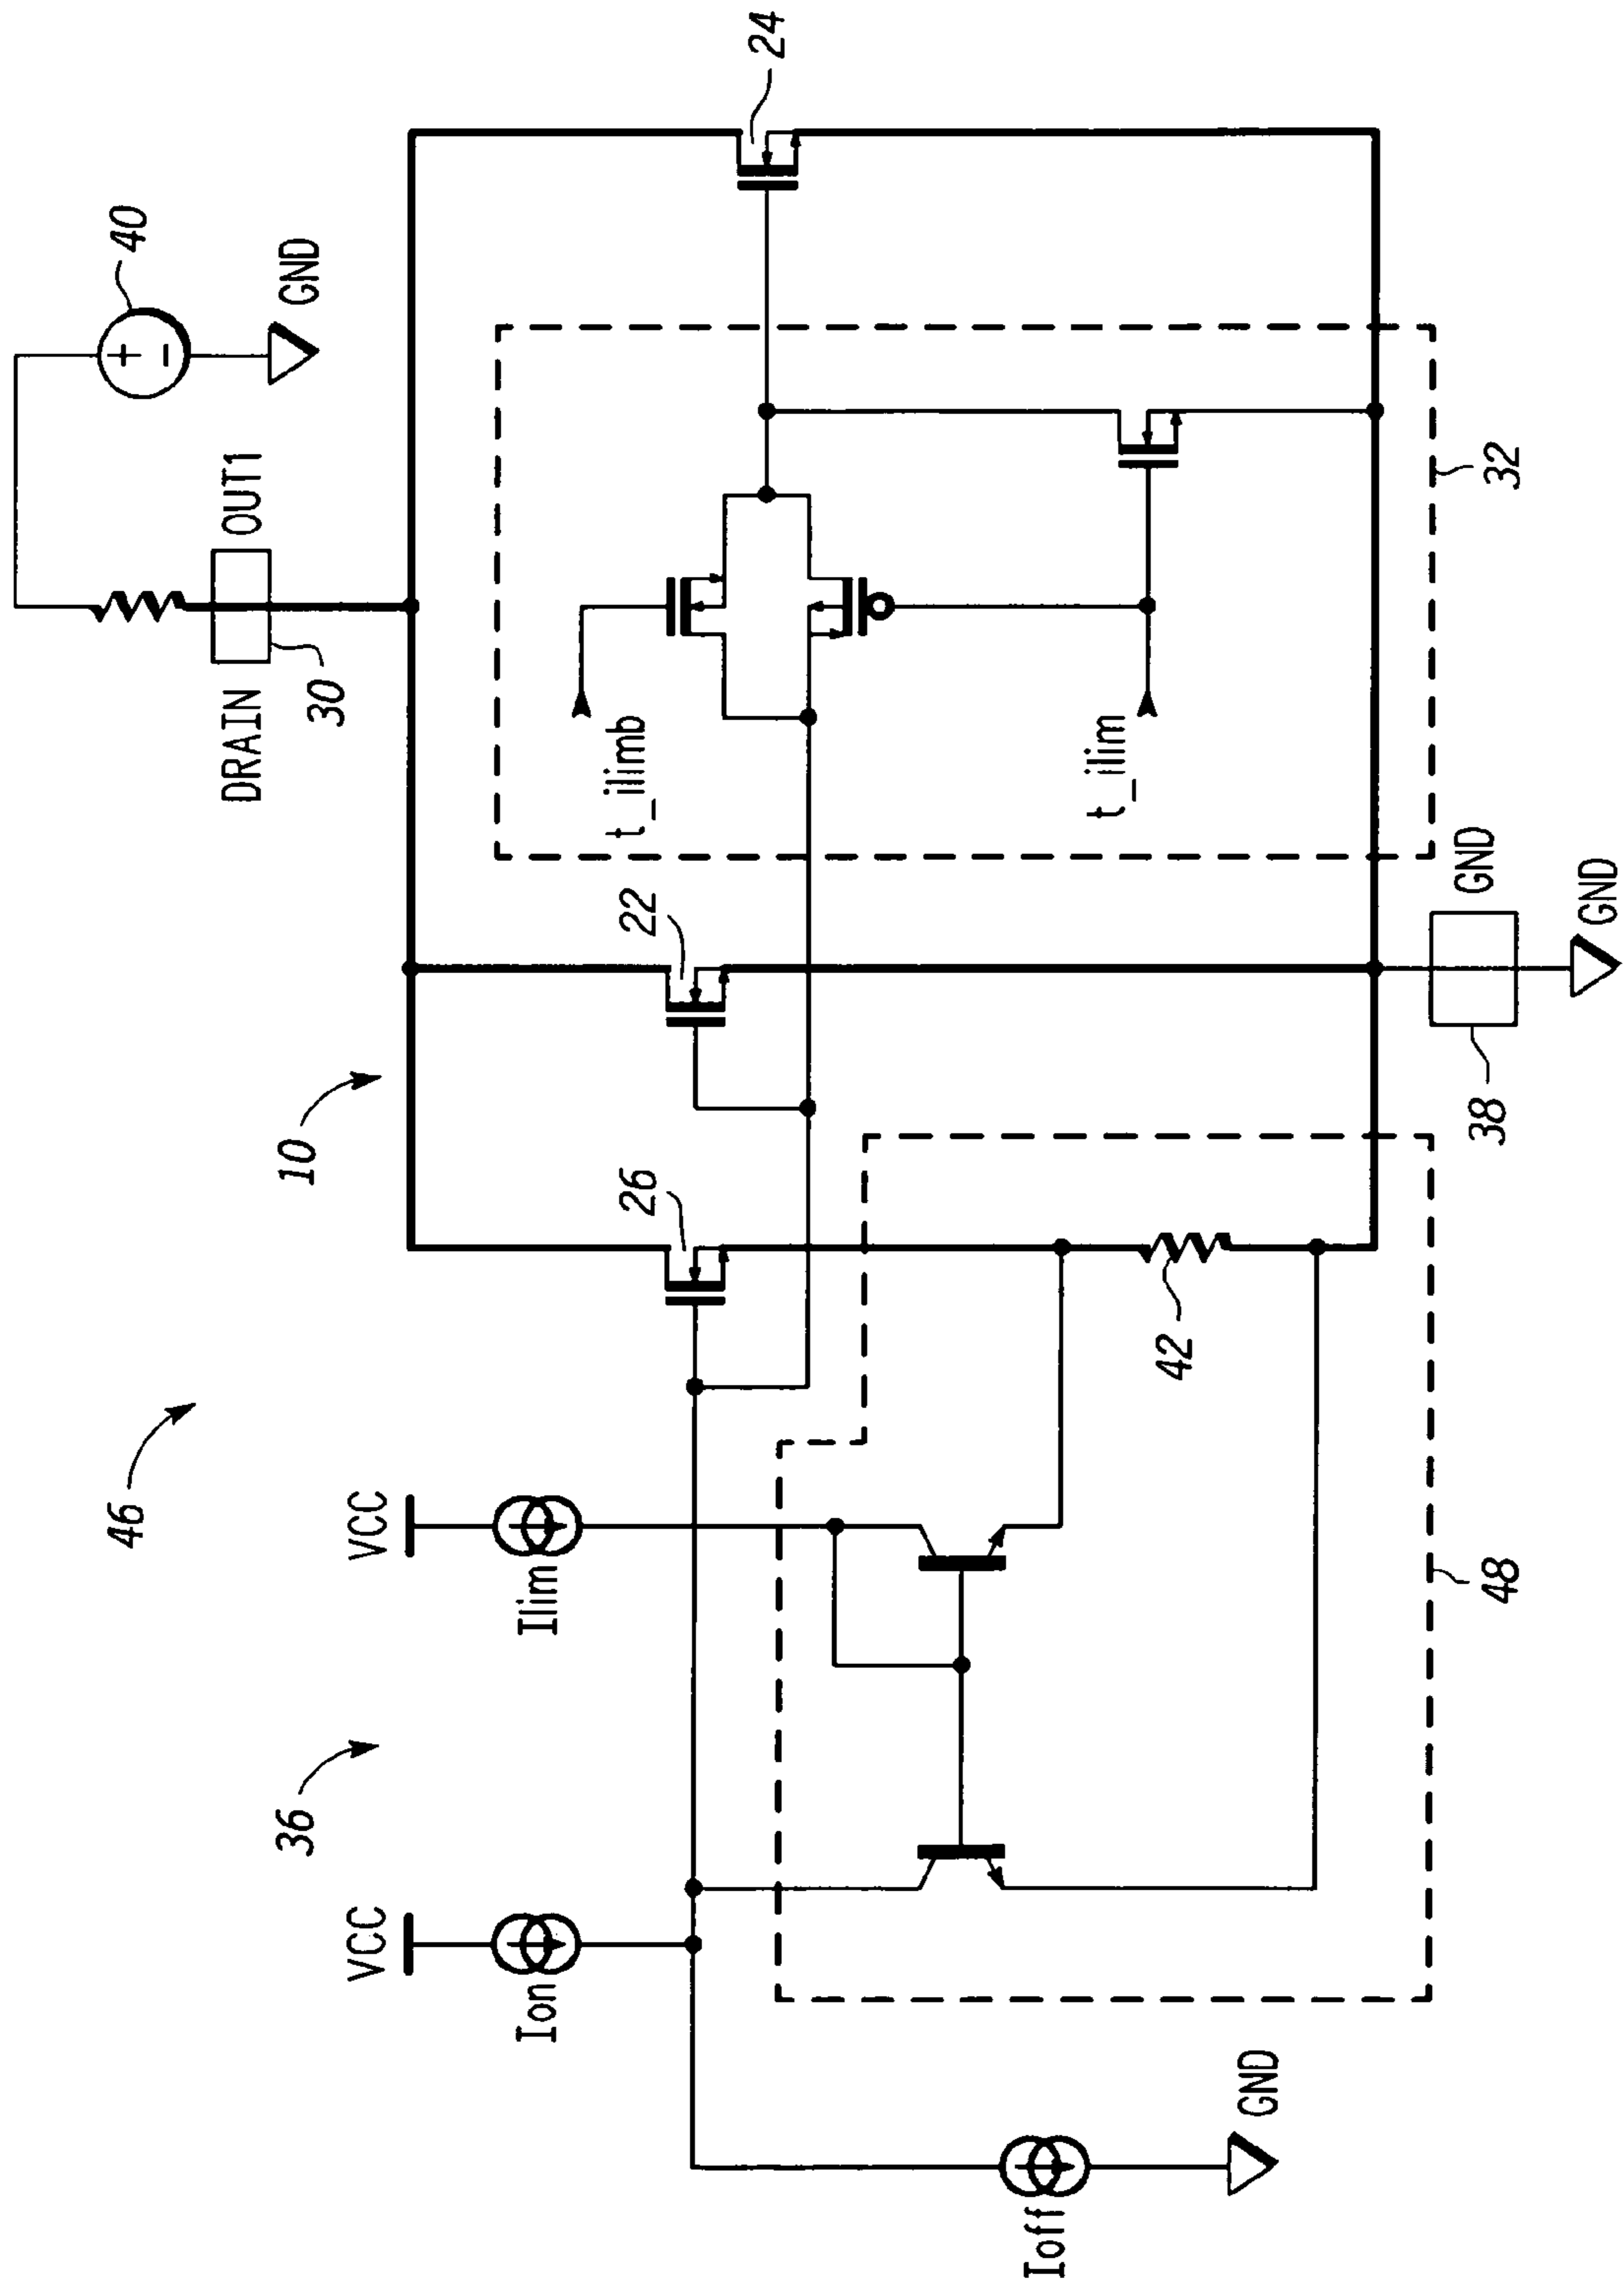 46
40
DRAIN
OUT1
36
10
GND
30
VCC
VCC
Ion
Ilim
t_ilimb
26
22
24
Ioff
t_ilim
42
GND
GND
38
48
32
GND